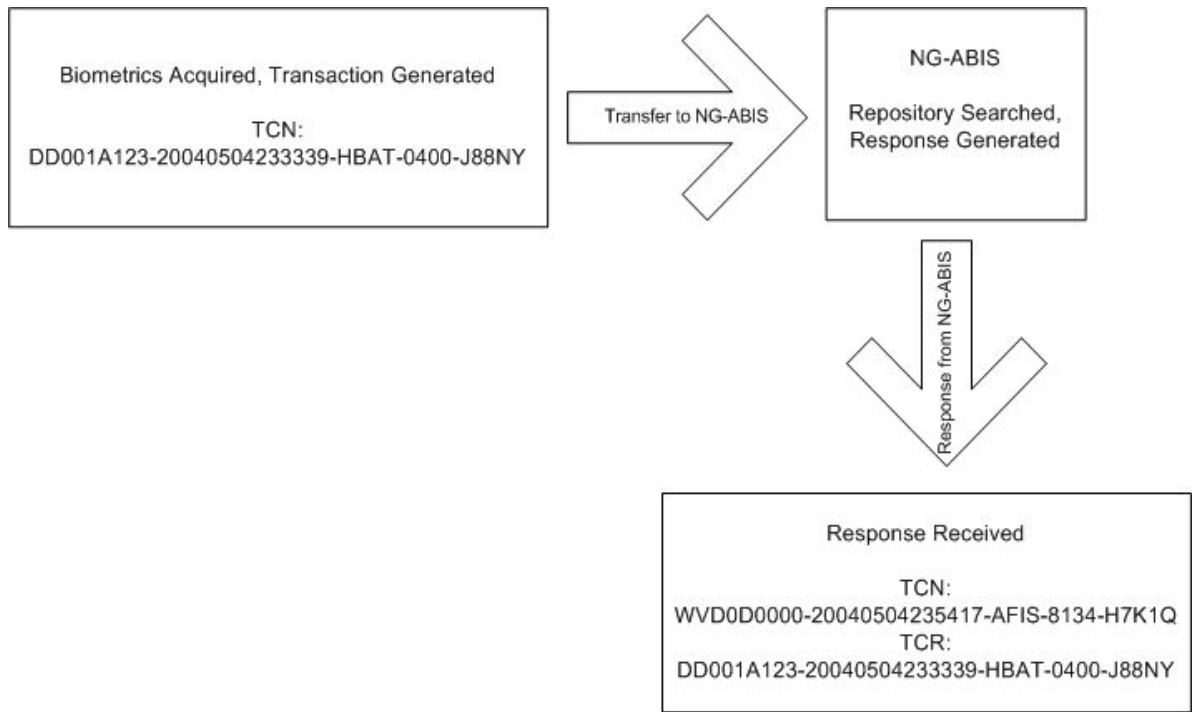 Biometrics Acquired, Transaction Generated
TCN:
DD001A123-20040504233339-HBAT-0400-J88NY
Transfer to NG-ABIS
NG-ABIS
Repository Searched,
Response Generated
Response from NG-ABIS
Response Received
TCN:
WVD0D0000-20040504235417-AFIS-8134-H7K1Q
TCR:
DD001A123-20040504233339-HBAT-0400-J88NY